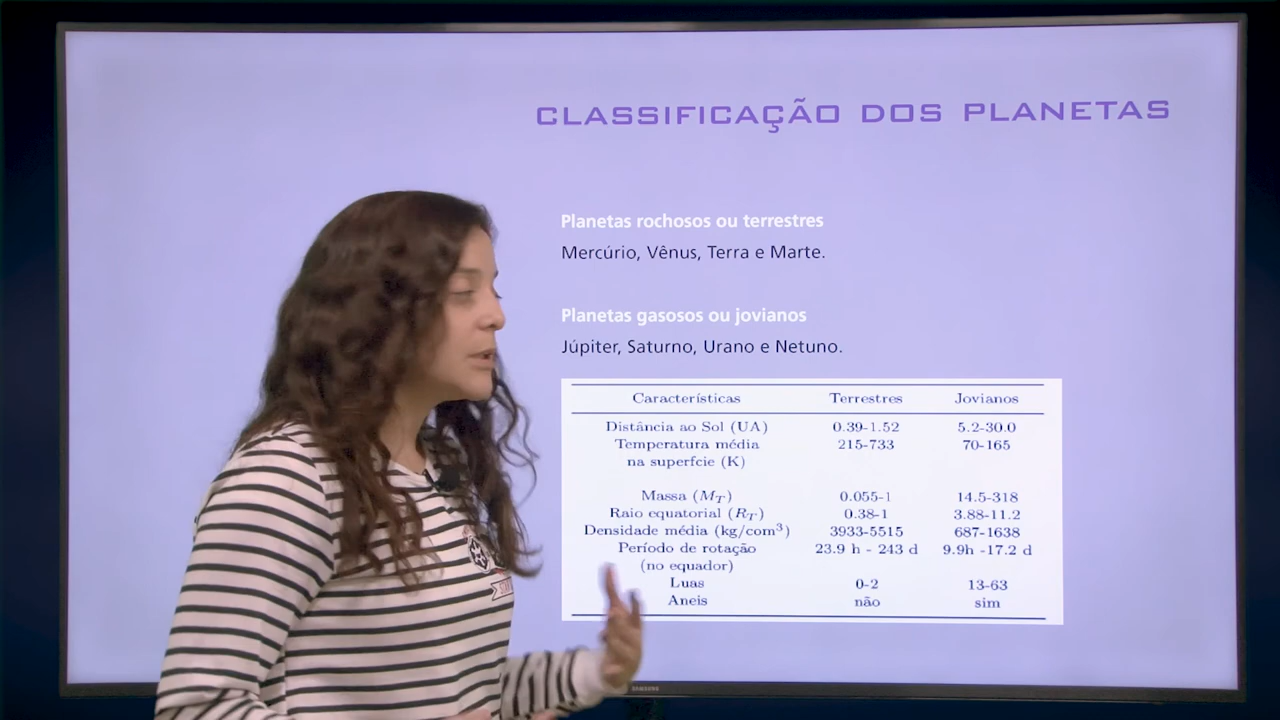 CLASSIFICAÇÃO DOS PLANETAS
Planetas rochosos ou terrestres
Mercúrio, Vênus, Terra e Marte.
Planetas gasosos ou jovianos
Júpiter, Saturno, Urano e Netuno.
Características Terrestres Jovianos
Distância ao Sol (UA) 0.39-1.52 5.2-30.0
Temperatura média 215-733 70-165
na superfcie (K)
Massa (M_T) 0.055-1 14.5-318
Raio equatorial (R_T) 0.38-1 3.88-11.2
Densidade média (kg/com³) 3933-5515 687-1638
Período de rotação 23.9 h - 243 d 9.9h -17.2 d
(no equador)
Luas 0-2 13-63
Aneis não sim
SAMSUNG